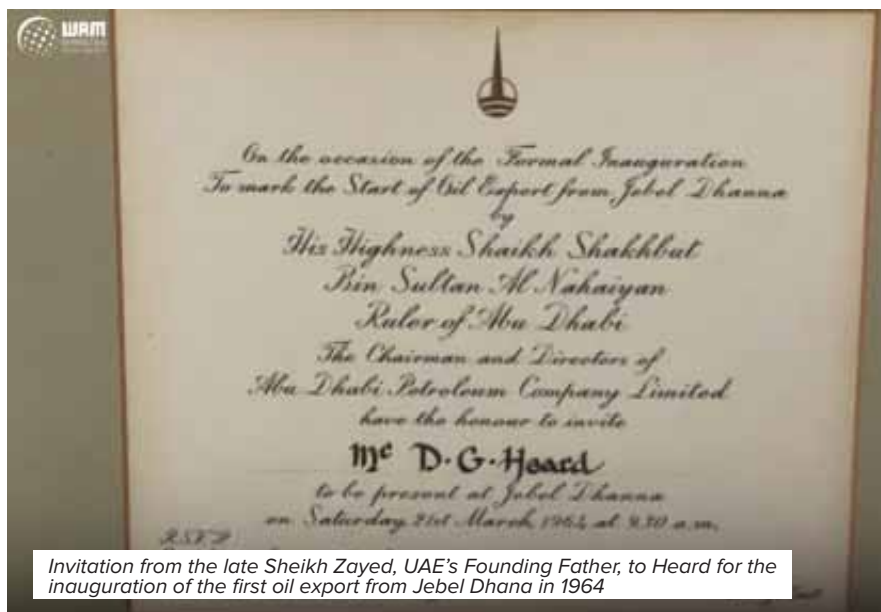 WAM
On the occasion of the Formal Inauguration
To mark the Start of Oil Export from Jebel Dhanna
by
His Highness Shaikh Shakhbut
Bin Sultan Al Nahaiyan
Ruler of Abu Dhabi
The Chairman and Directors of
Abu Dhabi Petroleum Company Limited
have the honour to invite
D·G·Heard
to be present at Jebel Dhanna
on Saturday, 21st March, 1964 at 9.30 a.m.
R.S.V.P.
Invitation from the late Sheikh Zayed, UAE's Founding Father, to Heard for the
inauguration of the first oil export from Jebel Dhana in 1964